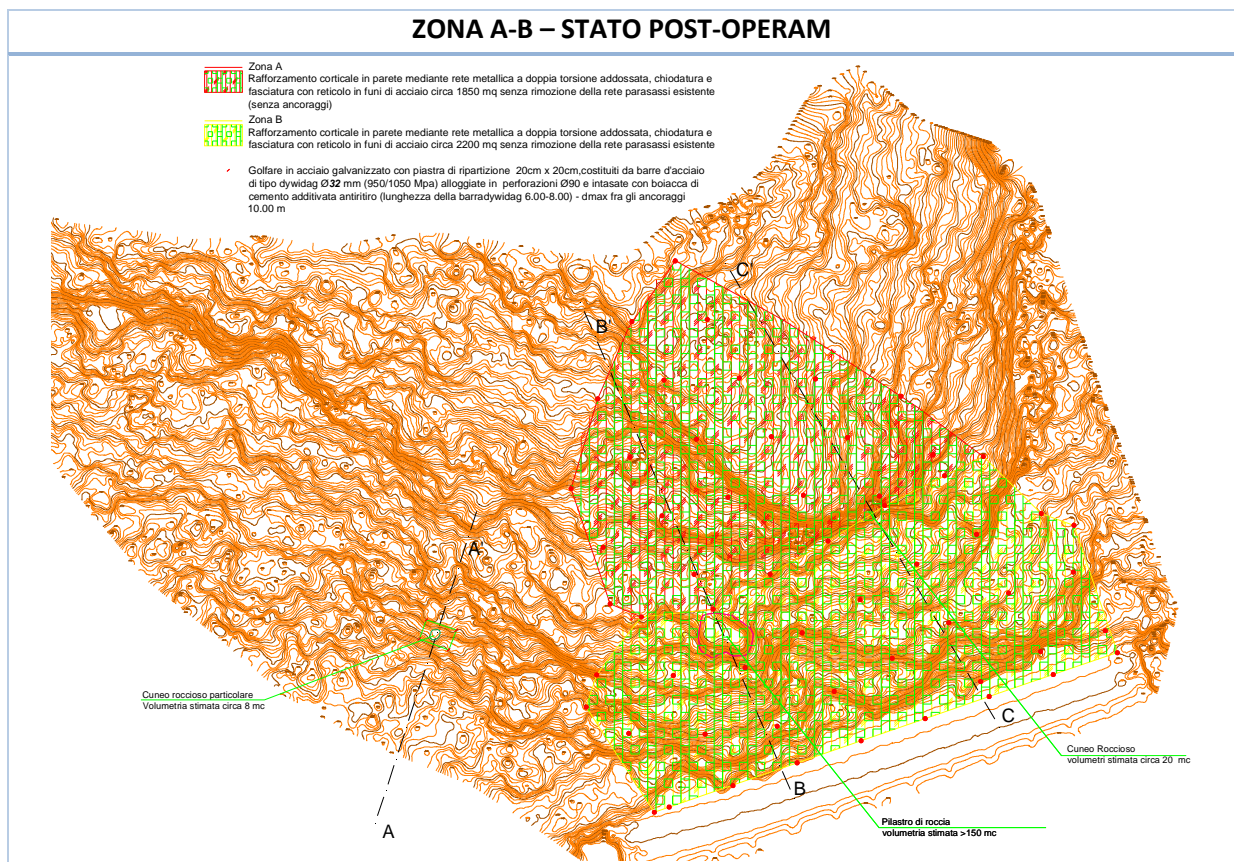 ZONA A-B – STATO POST-OPERAM
Zona A
Rafforzamento corticale in parete mediante rete metallica a doppia torsione addossata, chiodatura e
fasciatura con reticolo in funi di acciaio circa 1850 mq senza rimozione della rete parasassi esistente
(senza ancoraggi)
Zona B
Rafforzamento corticale in parete mediante rete metallica a doppia torsione addossata, chiodatura e
fasciatura con reticolo in funi di acciaio circa 2200 mq senza rimozione della rete parasassi esistente
Golfare in acciaio galvanizzato con piastra di ripartizione 20cm x 20cm,costituiti da barre d'acciaio
di tipo dywidag Ø32 mm (950/1050 Mpa) alloggiate in perforazioni Ø90 e intasate con boiacca di
cemento additivata antiritiro (lunghezza della barradywidag 6.00-8.00) - dmax fra gli ancoraggi
10.00 m
C'
B'
A'
Cuneo roccioso particolare
Volumetria stimata circa 8 mc
C
Cuneo Roccioso
volumetri stimata circa 20 mc
B
Pilastro di roccia
volumetria stimata >150 mc
A